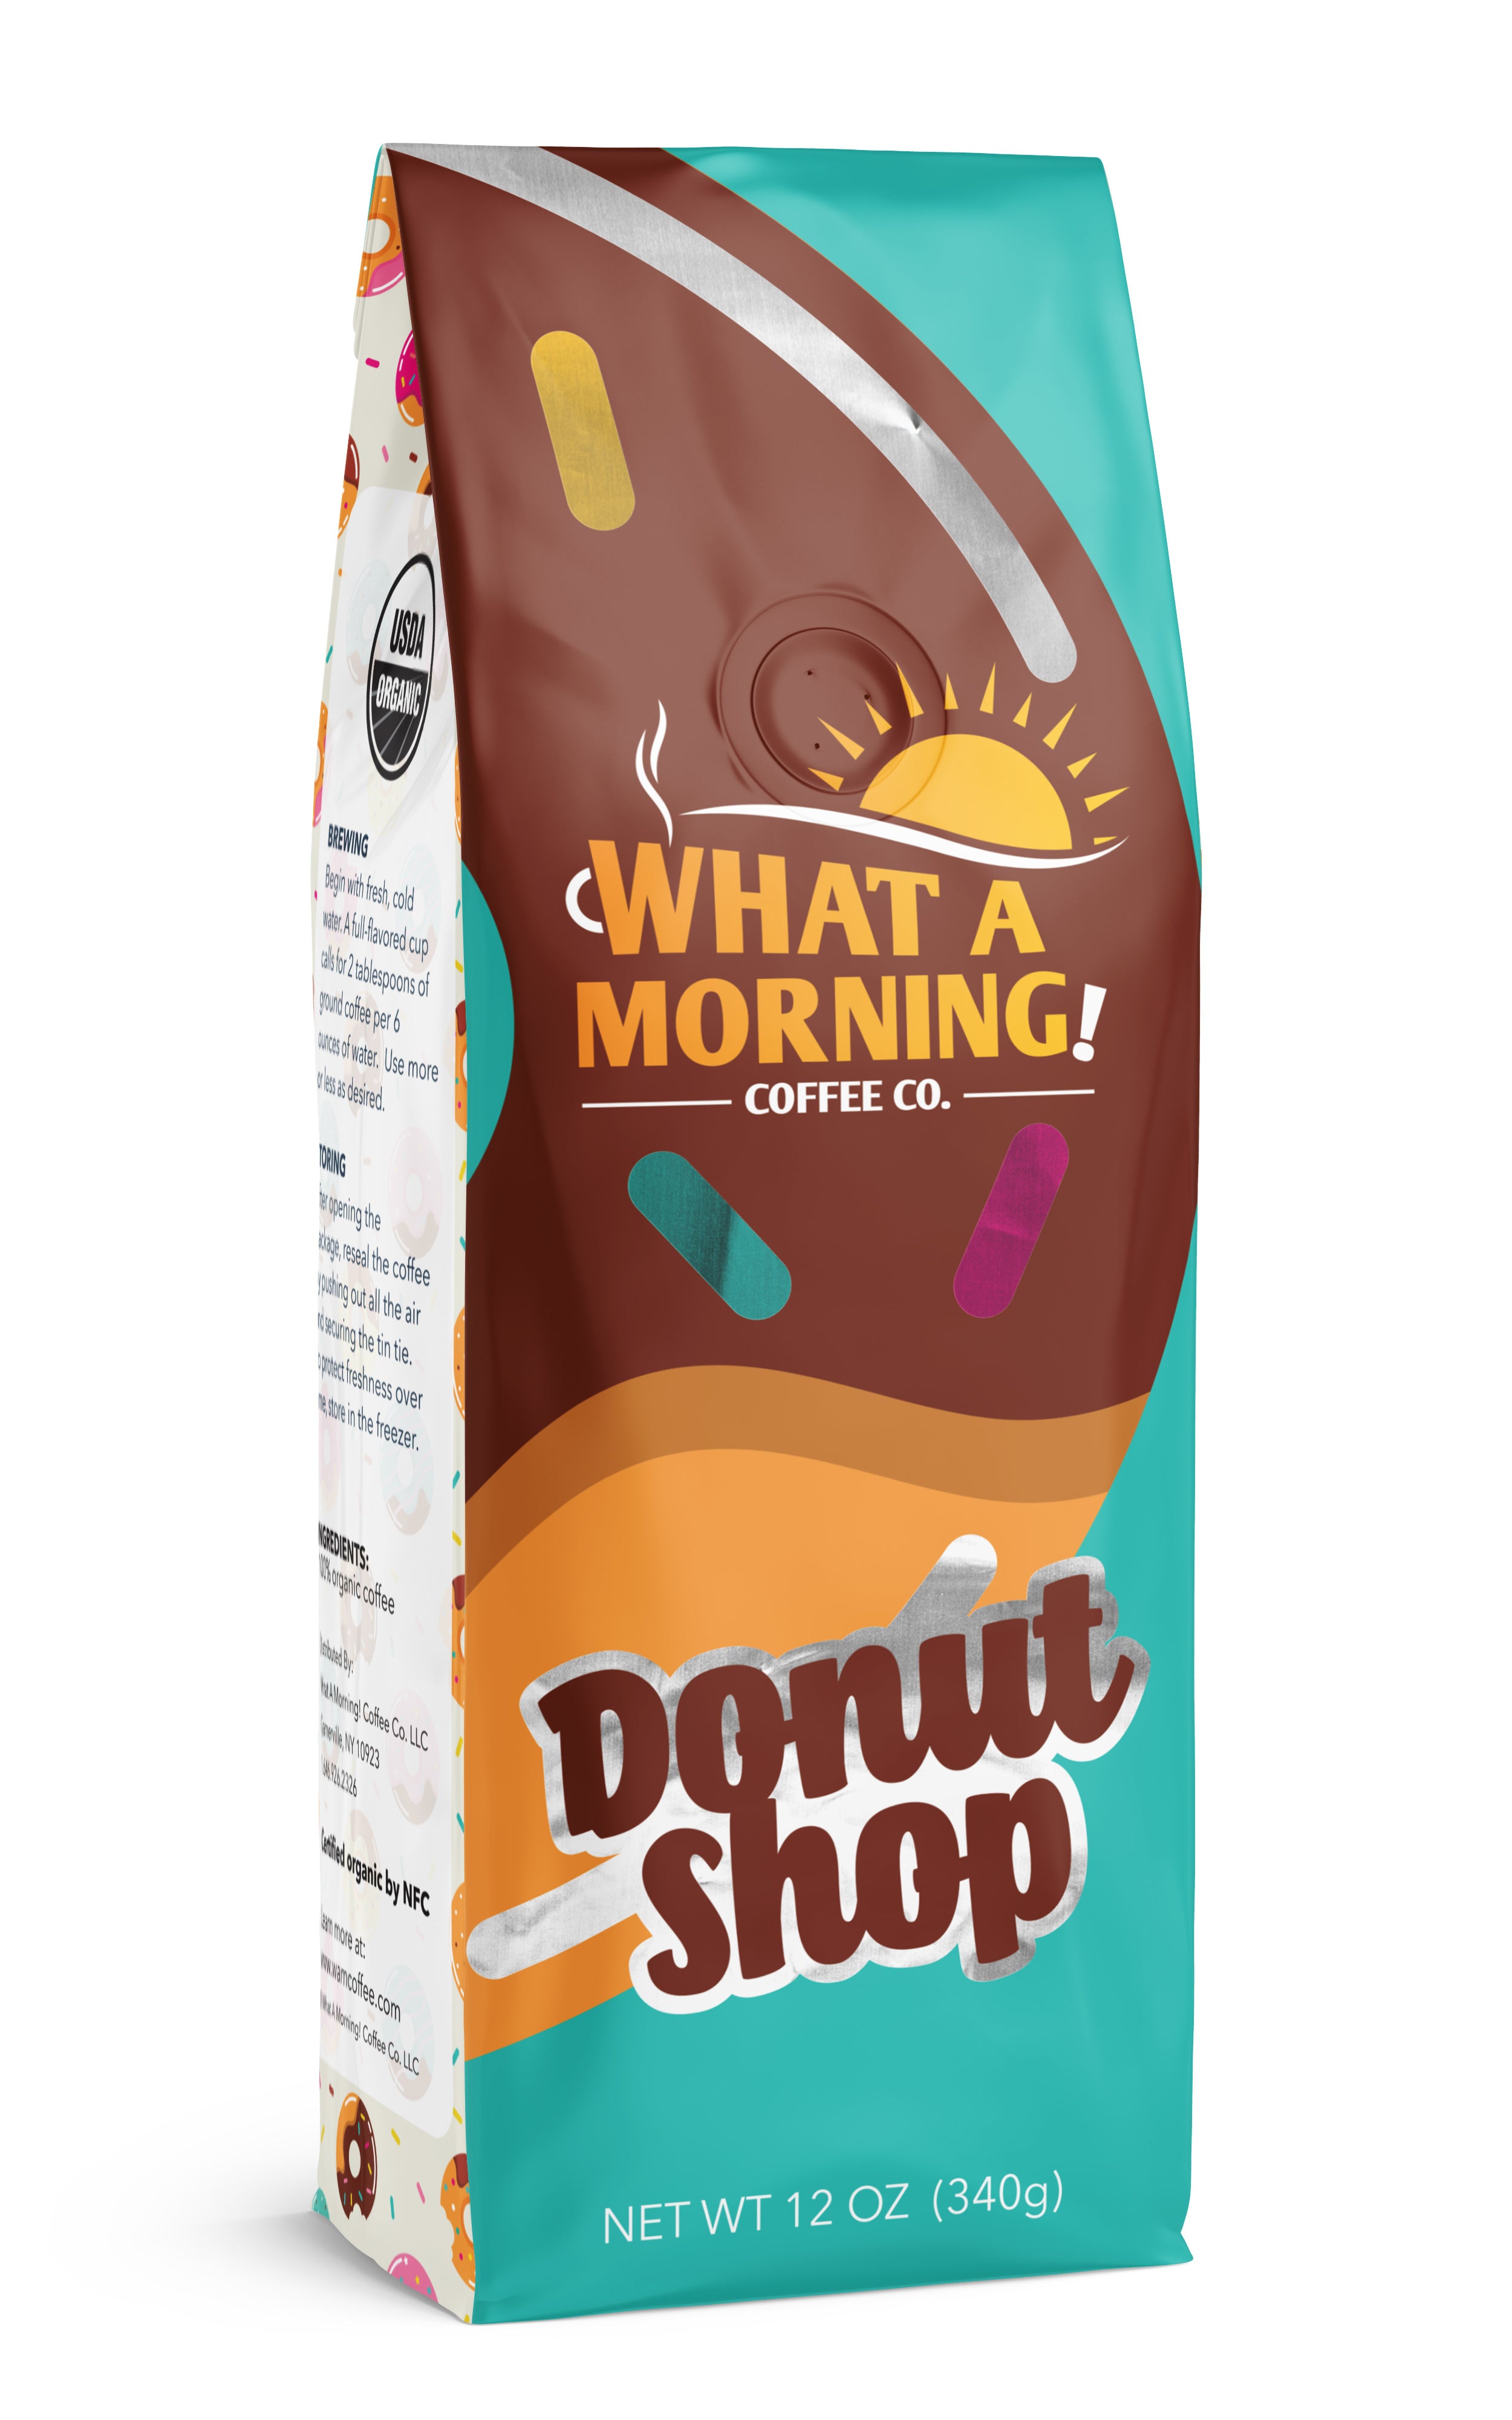 WHAT A
MORNING!
COFFEE CO.
Donut
Shop
NET WT 12 OZ (340g)
USDA
ORGANIC
BREWING
Begin with fresh, cold
water. A full-flavored cup
calls for 2 tablespoons of
ground coffee per 6
ounces of water. Use more
or less as desired.
TORING
opening the
reseal the coffee
pushing out all the air
securing the tin tie.
protect freshness over
store in the freezer.
NGREDIENTS:
organic coffee
By:
A Morning! Coffee Co. LLC
NY 10923
Certified organic by NFC
Learn more at:
www.wamcoffee.com
What A Morning! Coffee Co. LLC